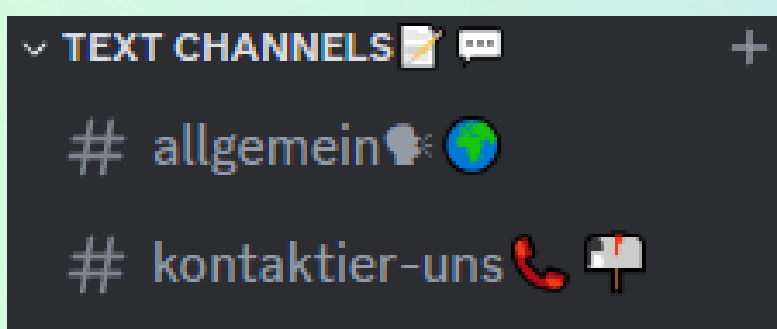 TEXT CHANNELS📝 💬
# allgemein🗣️🌍
# kontaktier-uns📞📬